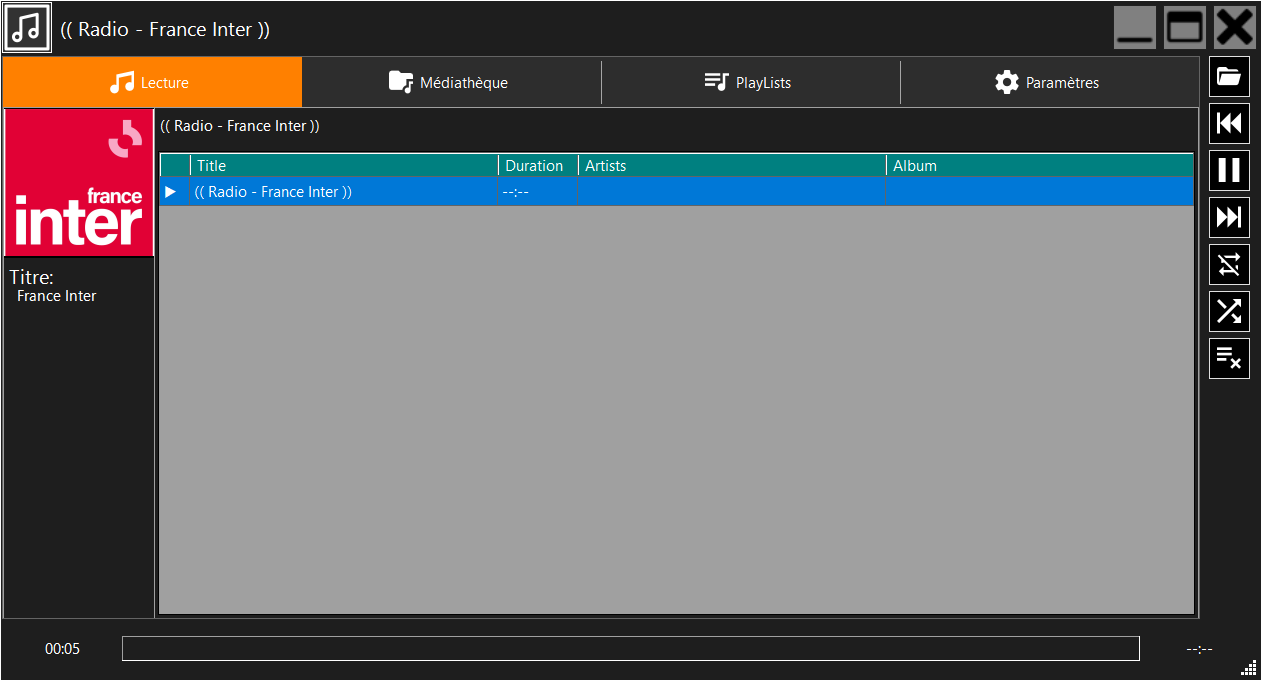 (( Radio - France Inter ))
Lecture
Médiathèque
PlayLists
Paramètres
france
inter
(( Radio - France Inter ))
Title Duration Artists Album
(( Radio - France Inter )) --:--
Titre:
France Inter
00:05 --:--